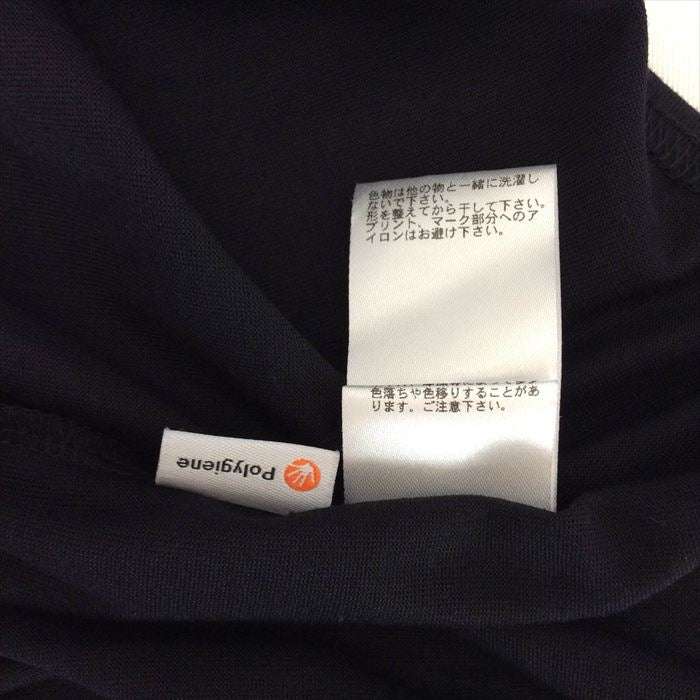 色物は他の物と一緒に洗濯し
ないで下さい。
形を整えてから干して下さい。
プリント、マーク部分へのア
イロンはお避け下さい。
色落ちや色移りすることがあ
ります。ご注意下さい。
Polygiene